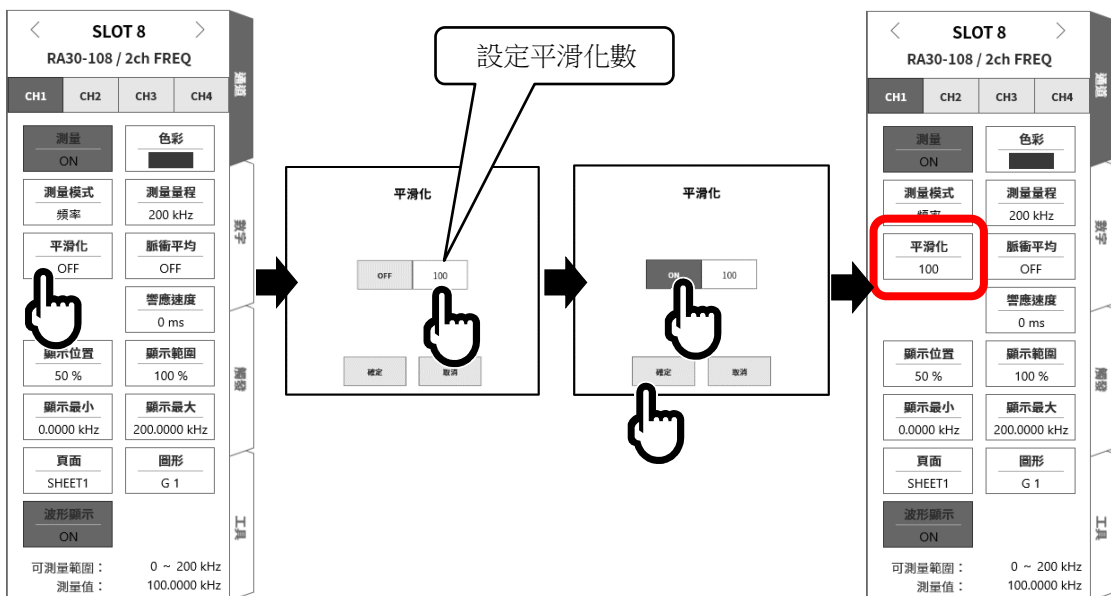 SLOT 8
RA30-108 / 2ch FREQ
CH1 CH2 CH3 CH4
測量 色彩
ON
測量模式 測量量程
頻率 200 kHz
平滑化 脈衝平均
OFF OFF
響應速度
0 ms
顯示位置 顯示範圍
50 % 100 %
顯示最小 顯示最大
0.0000 kHz 200.0000 kHz
頁面 圖形
SHEET1 G 1
波形顯示
ON
可測量範圍： 0 ~ 200 kHz
測量值： 100.0000 kHz
通道
數字
觸發
工具
設定平滑化數
平滑化
OFF 100
確定 取消
平滑化
ON 100
確定 取消
SLOT 8
RA30-108 / 2ch FREQ
CH1 CH2 CH3 CH4
測量 色彩
ON
測量模式 測量量程
頻率 200 kHz
平滑化 脈衝平均
100 OFF
響應速度
0 ms
顯示位置 顯示範圍
50 % 100 %
顯示最小 顯示最大
0.0000 kHz 200.0000 kHz
頁面 圖形
SHEET1 G 1
波形顯示
ON
可測量範圍： 0 ~ 200 kHz
測量值： 100.0000 kHz
通道
數字
觸發
工具